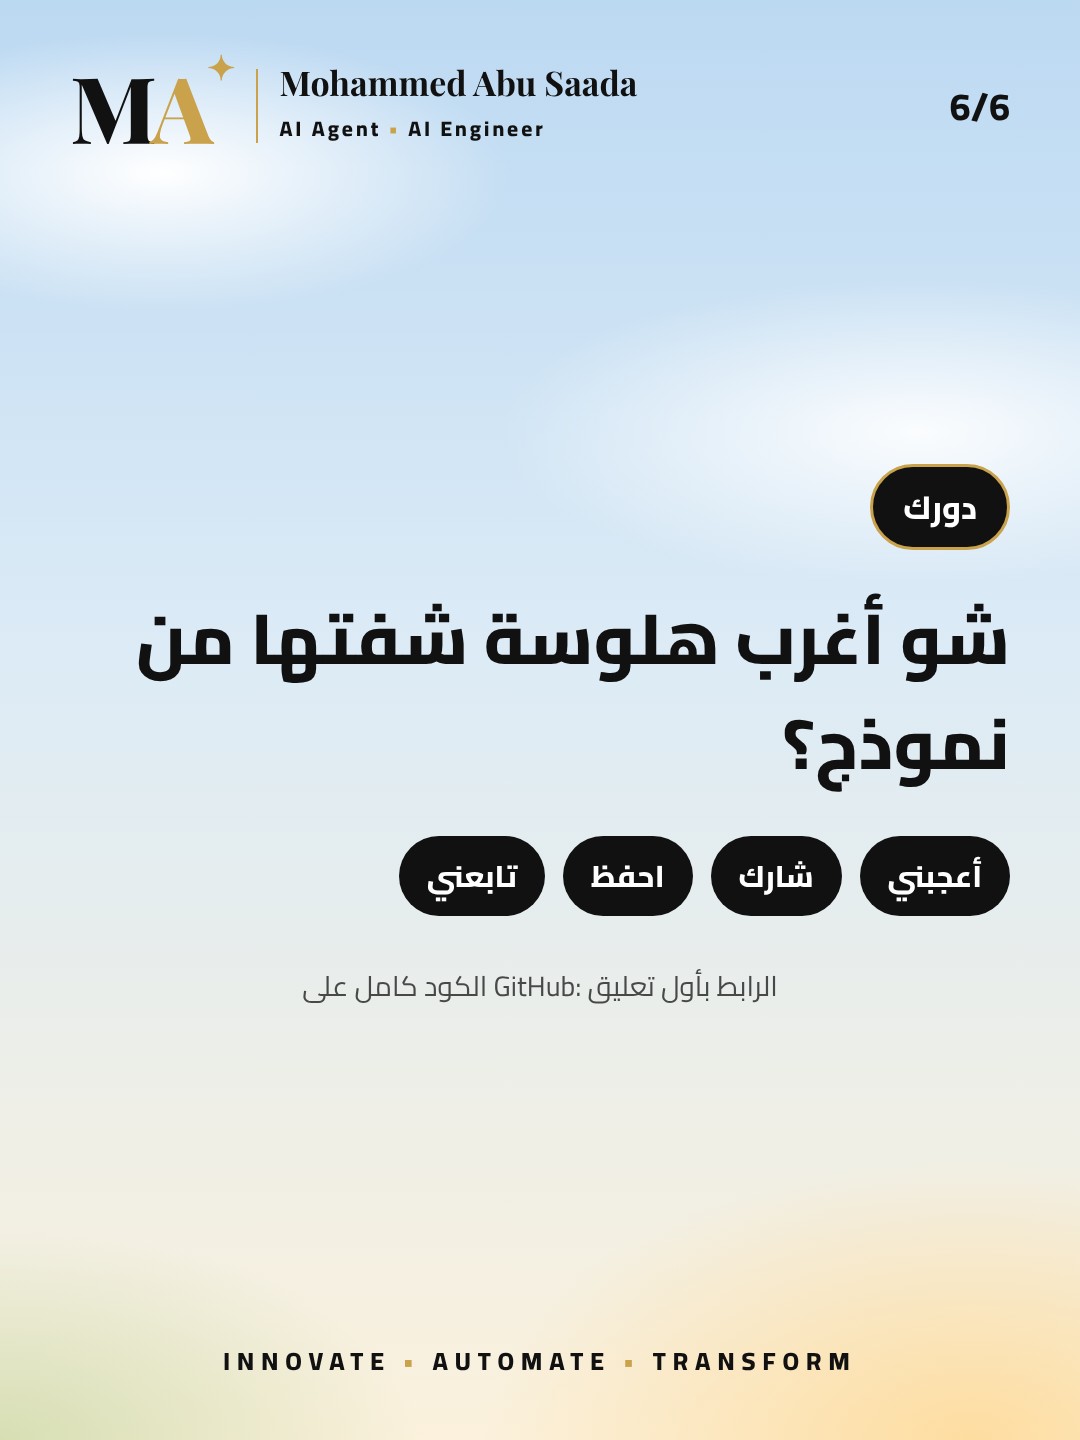 MA
Mohammed Abu Saada
AI Agent ▪ AI Engineer
6/6
دورك
شو أغرب هلوسة شفتها من
نموذج؟
أعجبني شارك احفظ تابعني
الكود كامل على GitHub: الرابط بأول تعليق
INNOVATE ▪ AUTOMATE ▪ TRANSFORM